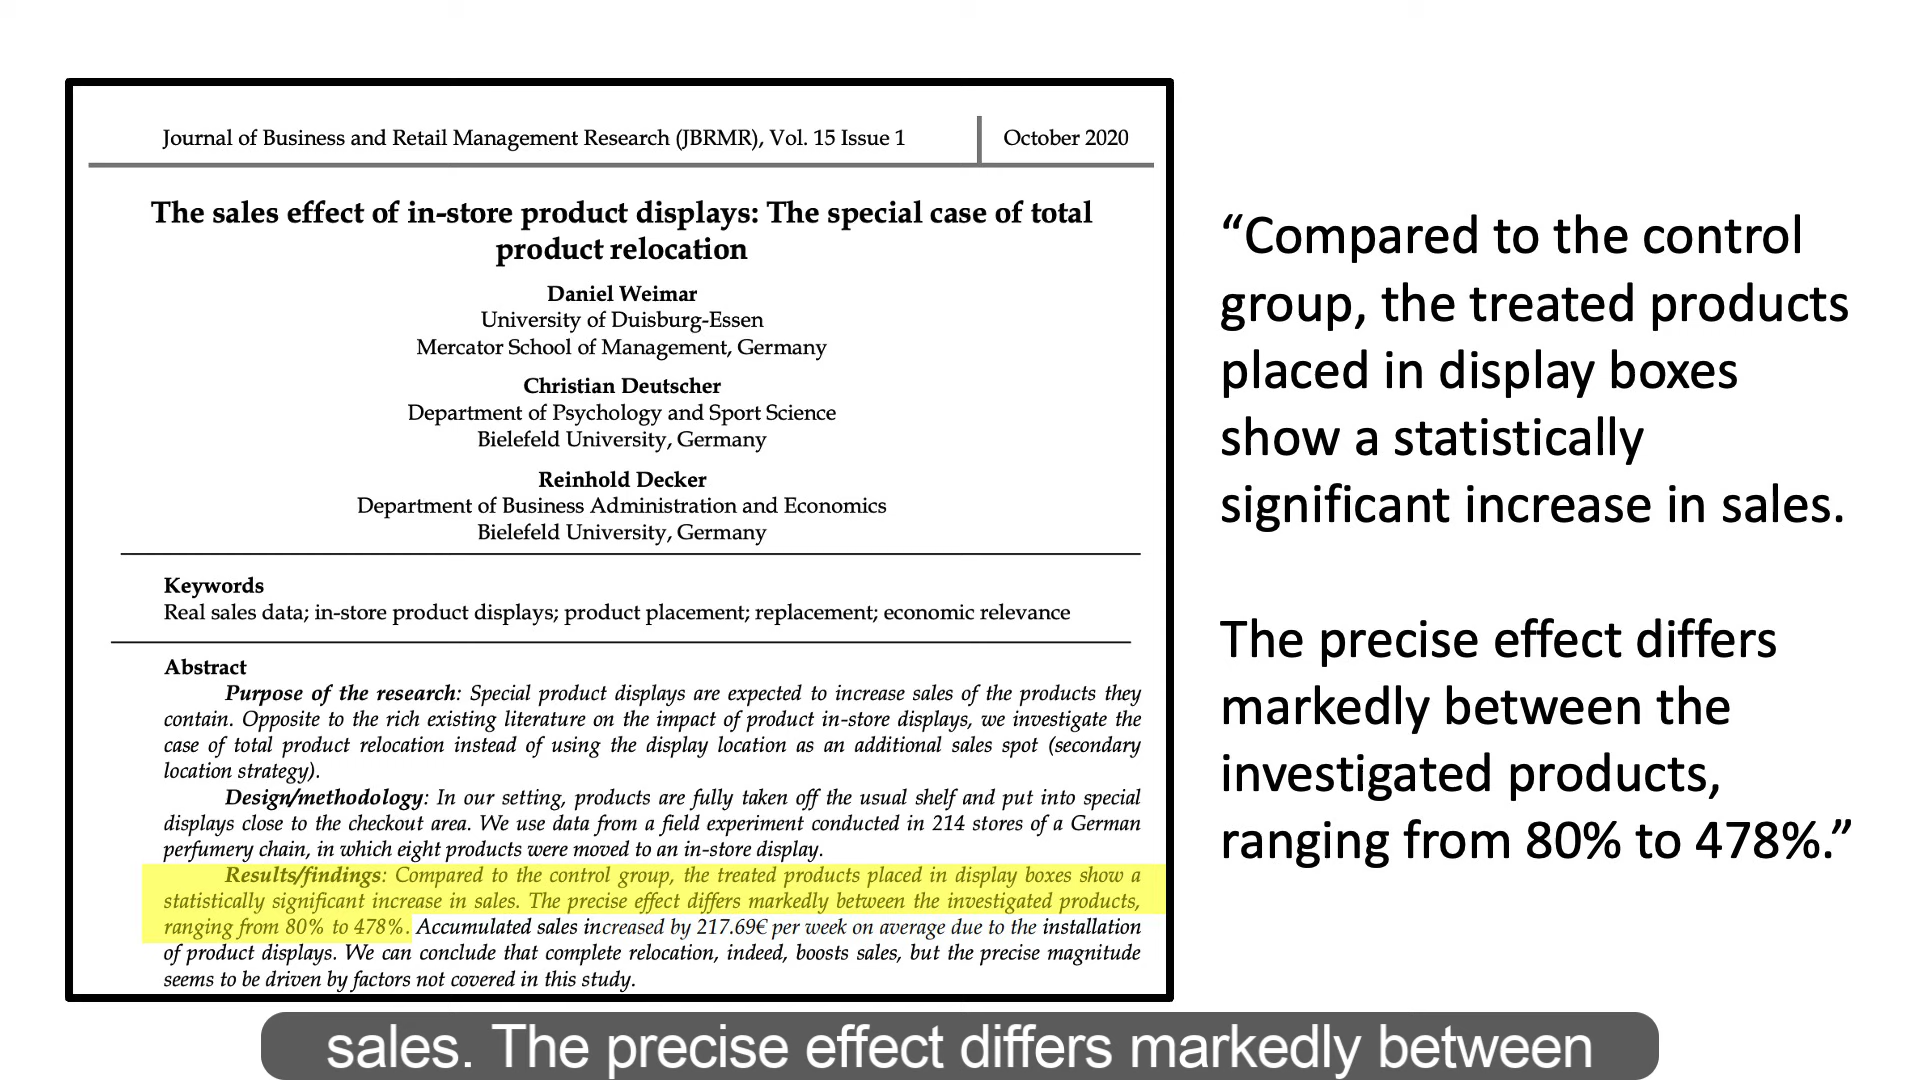 Journal of Business and Retail Management Research (JBRMR), Vol. 15 Issue 1
October 2020
The sales effect of in-store product displays: The special case of total
product relocation
Daniel Weimar
University of Duisburg-Essen
Mercator School of Management, Germany
Christian Deutscher
Department of Psychology and Sport Science
Bielefeld University, Germany
Reinhold Decker
Department of Business Administration and Economics
Bielefeld University, Germany
Keywords
Real sales data; in-store product displays; product placement; replacement; economic relevance
Abstract
Purpose of the research: Special product displays are expected to increase sales of the products they
contain. Opposite to the rich existing literature on the impact of product in-store displays, we investigate the
case of total product relocation instead of using the display location as an additional sales spot (secondary
location strategy).
Design/methodology: In our setting, products are fully taken off the usual shelf and put into special
displays close to the checkout area. We use data from a field experiment conducted in 214 stores of a German
perfumery chain, in which eight products were moved to an in-store display.
Results/findings: Compared to the control group, the treated products placed in display boxes show a
statistically significant increase in sales. The precise effect differs markedly between the investigated products,
ranging from 80% to 478%. Accumulated sales increased by 217.69€ per week on average due to the installation
of product displays. We can conclude that complete relocation, indeed, boosts sales, but the precise magnitude
seems to be driven by factors not covered in this study.
“Compared to the control
group, the treated products
placed in display boxes
show a statistically
significant increase in sales.
The precise effect differs
markedly between the
investigated products,
ranging from 80% to 478%.”
sales. The precise effect differs markedly between